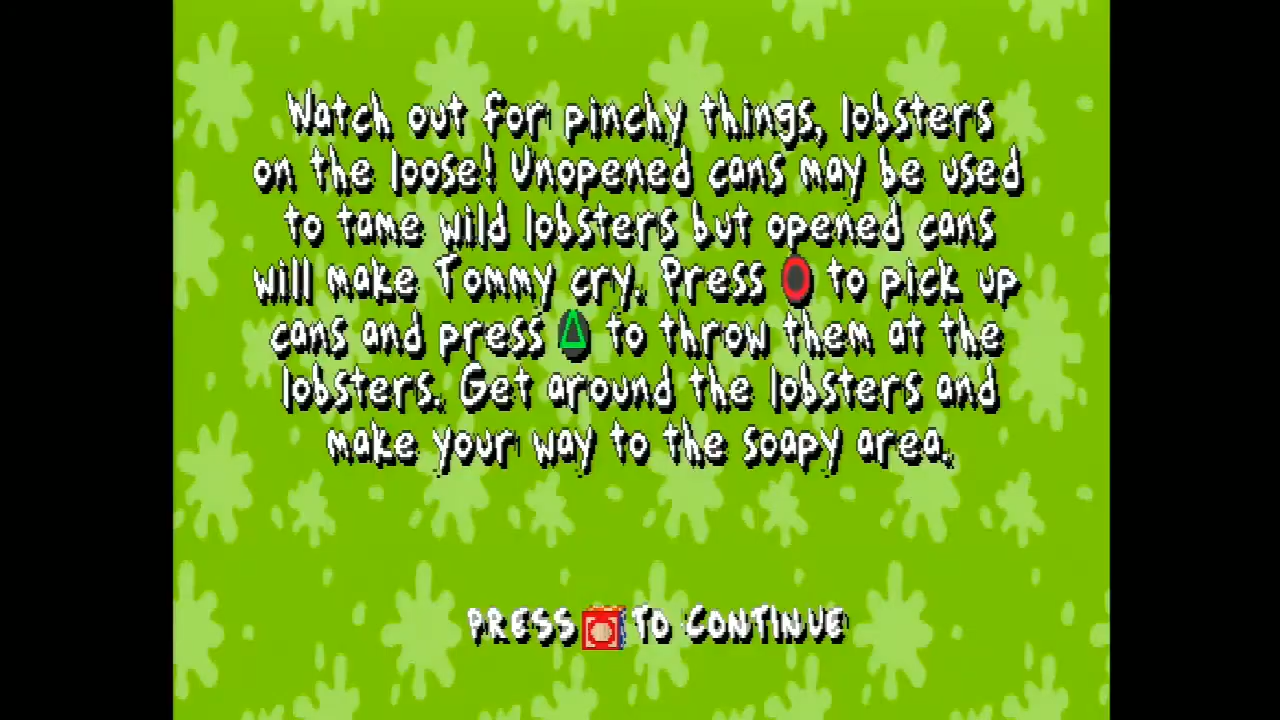 Watch out for pinchy things, lobsters
on the loose! Unopened cans may be used
to tame wild lobsters but opened cans
will make Tommy cry. Press to pick up
cans and press to throw them at the
lobsters. Get around the lobsters and
make your way to the soapy area.
PRESS TO CONTINUE